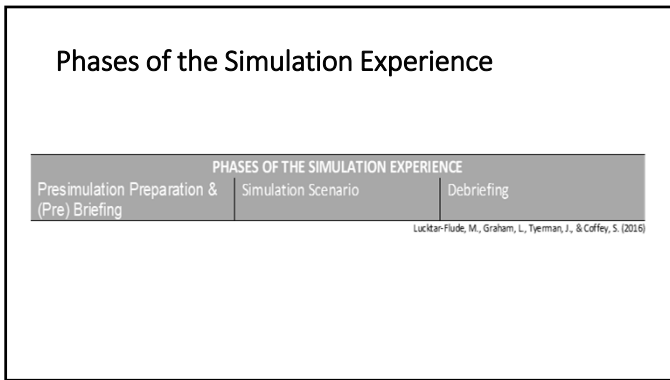 Phases of the Simulation Experience
PHASES OF THE SIMULATION EXPERIENCE
Presimulation Preparation & (Pre) Briefing
Simulation Scenario
Debriefing
Lucktar-Flude, M., Graham, L., Tyerman, J., & Coffey, S. (2016)